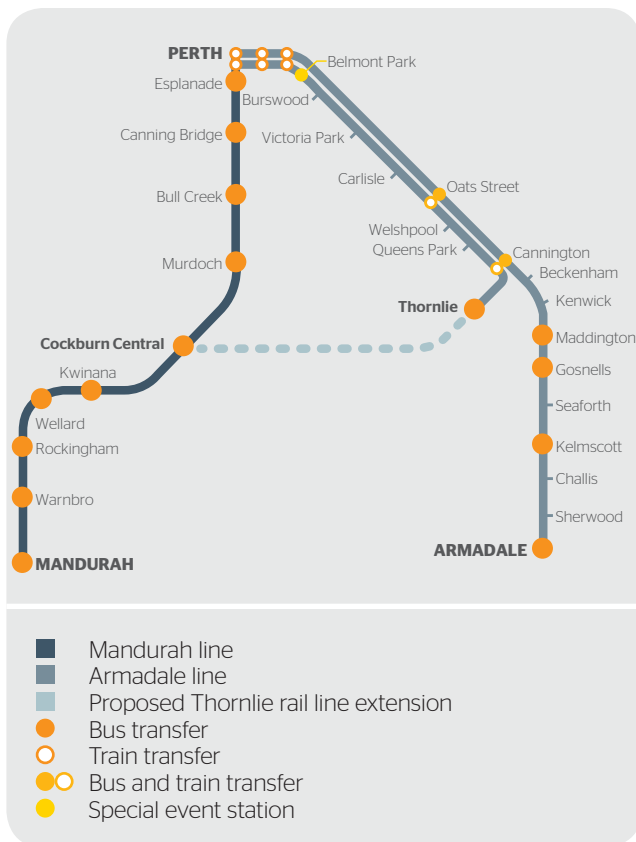 PERTH
Belmont Park
Esplanade
Burswood
Canning Bridge
Victoria Park
Carlisle
Oats Street
Bull Creek
Welshpool
Queens Park
Cannington
Murdoch
Beckenham
Thornlie
Kenwick
Cockburn Central
Maddington
Kwinana
Gosnells
Seaforth
Wellard
Rockingham
Kelmscott
Challis
Warnbro
Sherwood
ARMADALE
MANDURAH
Mandurah line
Armadale line
Proposed Thornlie rail line extension
Bus transfer
Train transfer
Bus and train transfer
Special event station